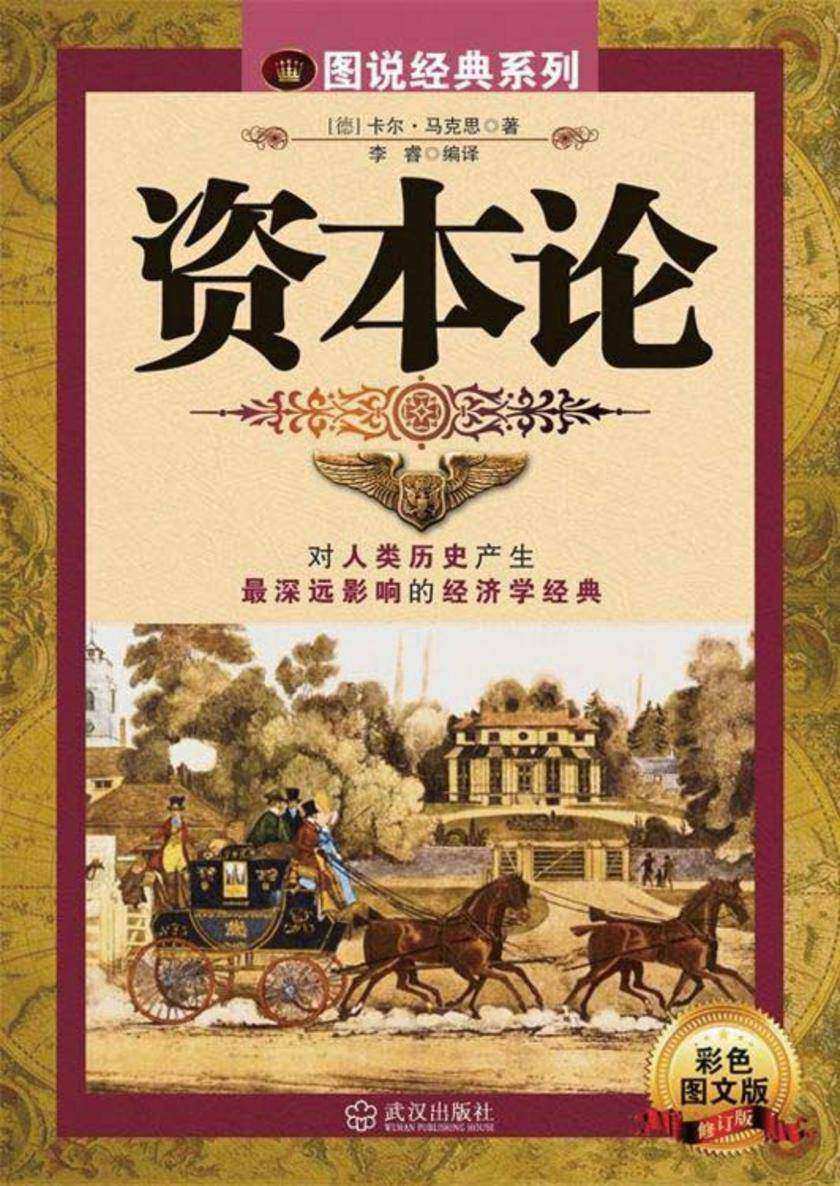 图说经典系列
[德] 卡尔·马克思◎著
李 睿◎编译
资本论
对人类历史产生
最深远影响的经济学经典
彩色
图文版
修订版
武汉出版社
WUHAN PUBLISHING HOUSE